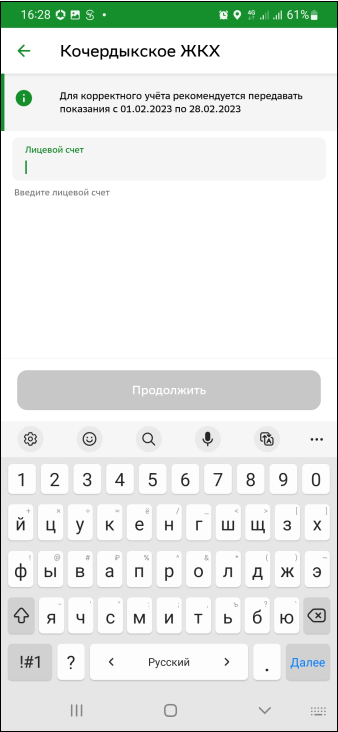 16:28 4G 61%
Кочердыкское ЖКХ
Для корректного учёта рекомендуется передавать
показания с 01.02.2023 по 28.02.2023
Лицевой счет
Введите лицевой счет
Продолжить
1 2 3 4 5 6 7 8 9 0
й ц у к е н г ш щ з х
ф ы в а п р о л д ж э
я ч с м и т ь б ю
!#1 ? < Русский > . Далее